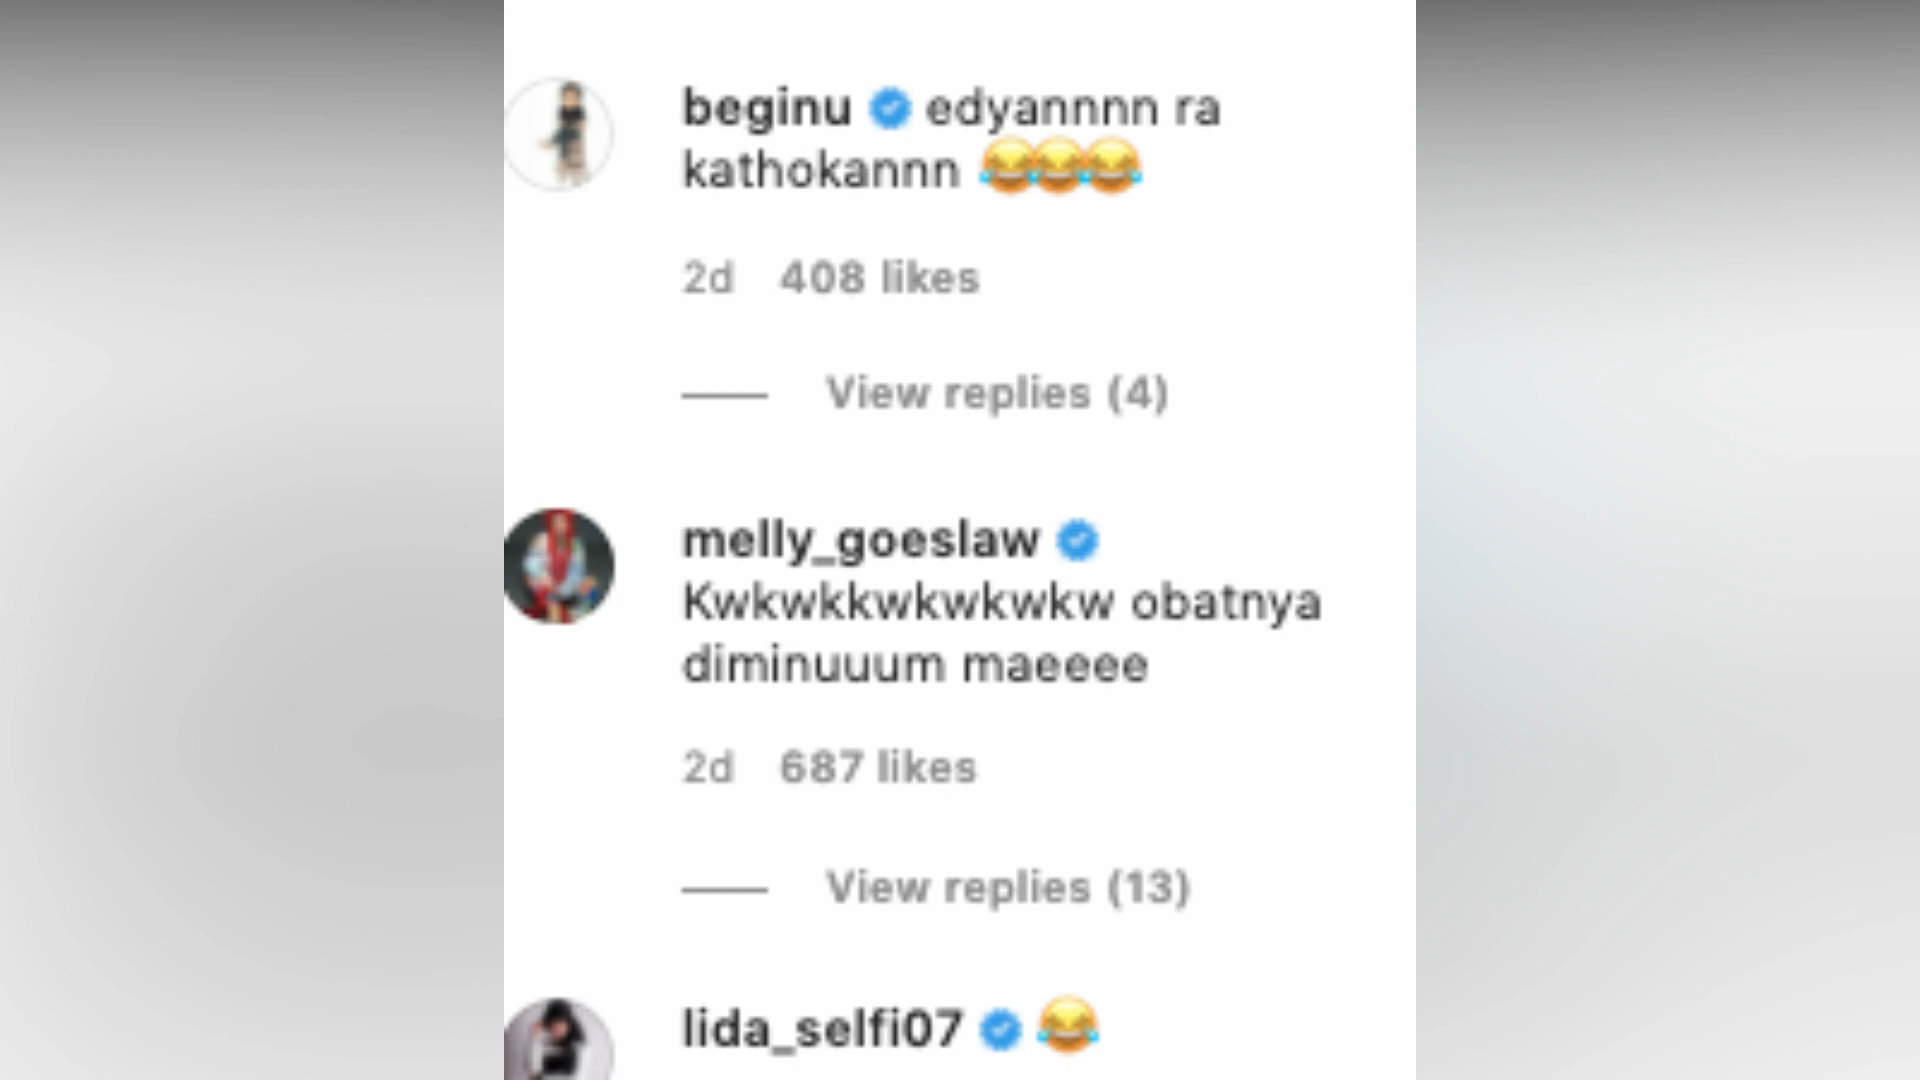 beginu edyannnn ra
kathokannn 😂😂😂
2d 408 likes
View replies (4)
melly_goeslaw
Kwkwkkwkwkwkw obatnya
diminuuum maeeee
2d 687 likes
View replies (13)
lida_selfi07 😂